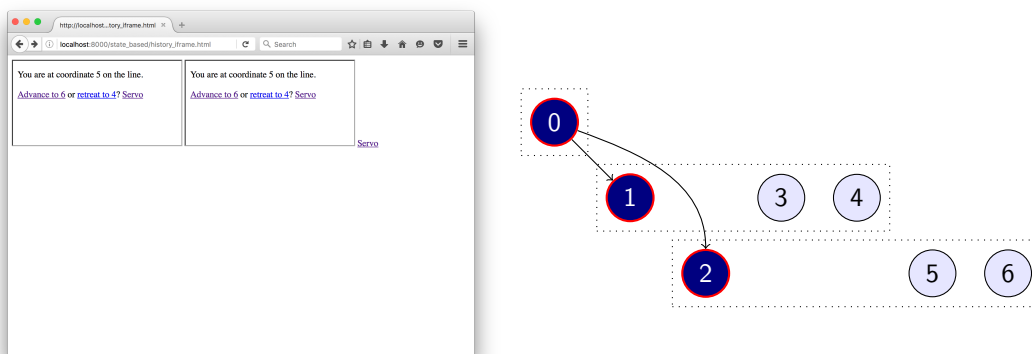 http://localhost...tory_iframe.html
localhost:8000/state_based/history_iframe.html
Search
You are at coordinate 5 on the line.
Advance to 6 or retreat to 4? Servo
You are at coordinate 5 on the line.
Advance to 6 or retreat to 4? Servo
Servo
0
1 3 4
2 5 6